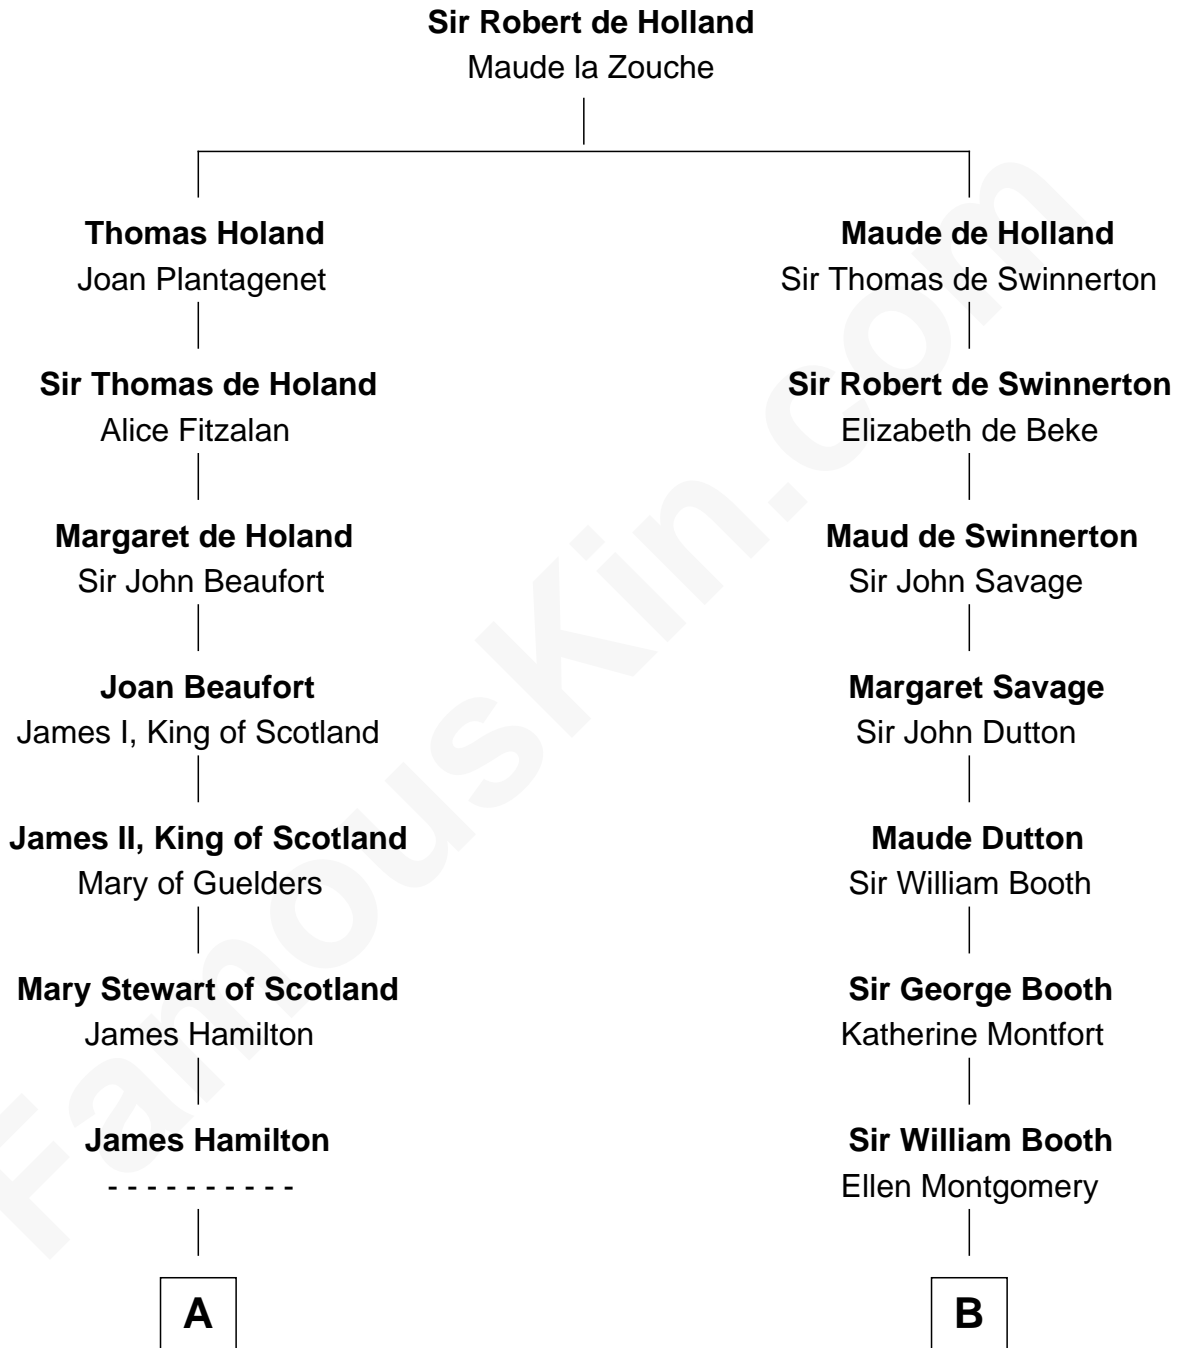 Sir Robert de Holland
Maude la Zouche
Thomas Holand
Joan Plantagenet
Sir Thomas de Holand
Alice Fitzalan
Margaret de Holand
Sir John Beaufort
Joan Beaufort
James I, King of Scotland
James II, King of Scotland
Mary of Guelders
Mary Stewart of Scotland
James Hamilton
James Hamilton
- - - - - - - - - -
A
Maude de Holland
Sir Thomas de Swinnerton
Sir Robert de Swinnerton
Elizabeth de Beke
Maud de Swinnerton
Sir John Savage
Margaret Savage
Sir John Dutton
Maude Dutton
Sir William Booth
Sir George Booth
Katherine Montfort
Sir William Booth
Ellen Montgomery
B
FamousKin.com